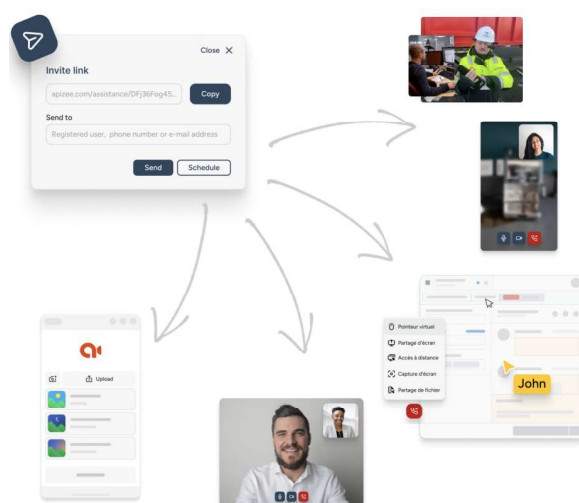 Close X
Invite link
apizee.com/assistance/DFj36Fog45...
Copy
Send to
Registered user, phone number or e-mail address
Send
Schedule
Upload
Pointeur virtuel
Partage d'écran
Accès à distance
Capture d'écran
Partage de fichier
John